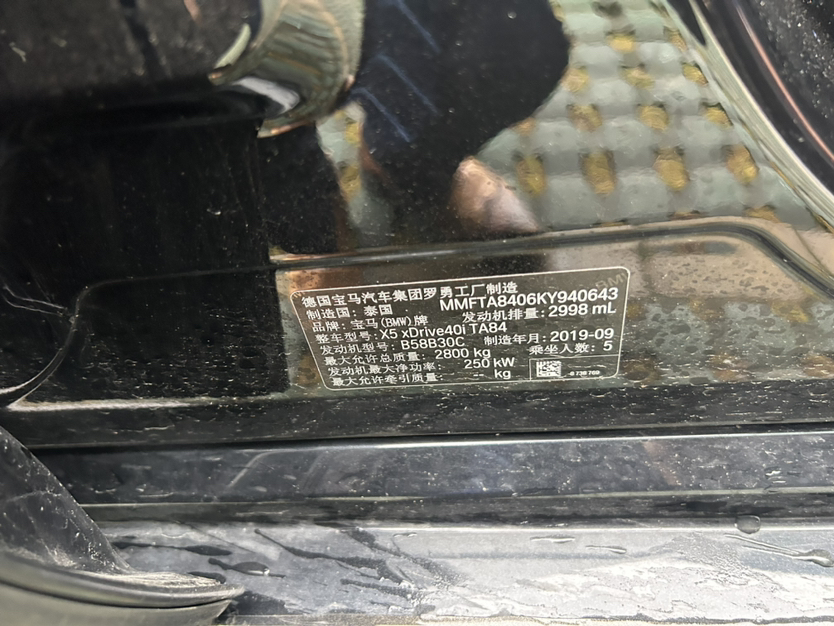 德国宝马汽车集团罗勇工厂制造
制造国：泰国 MMFTA8406KY940643
品牌：宝马(BMW)牌 发动机排量：2998 mL
整车型号：X5 xDrive40i TA84
发动机型号：B58B30C 制造年月：2019-09
最大允许总质量：2800 kg 乘坐人数：5
发动机最大净功率：250 kW
最大允许牵引质量：-- kg